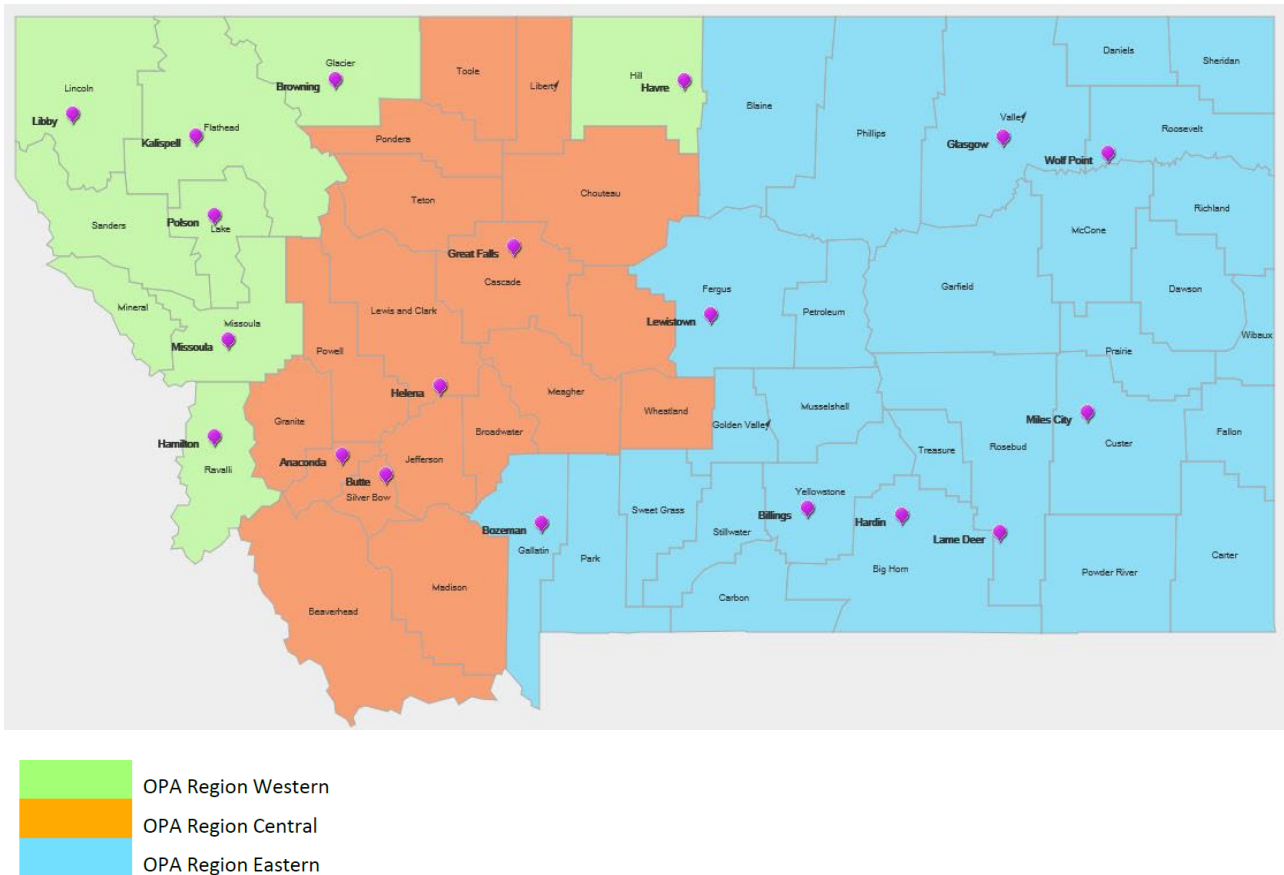 Daniels
Sheridan
Glacier
Toole
Lincoln
Browning
Liberty
Hill
Havre
Blaine
Libby
Flathead
Kalispell
Pondera
Phillips
Valley
Glasgow
Roosevelt
Wolf Point
Teton
Chouteau
Richland
Sanders
Polson
Lake
McCone
Great Falls
Cascade
Fergus
Garfield
Dawson
Mineral
Missoula
Lewis and Clark
Lewistown
Petroleum
Wibaux
Missoula
Powell
Prairie
Helena
Meagher
Wheatland
Musselshell
Miles City
Granite
Golden Valley
Broadwater
Custer
Fallon
Hamilton
Ravalli
Anaconda
Jefferson
Treasure
Rosebud
Butte
Silver Bow
Yellowstone
Sweet Grass
Billings
Hardin
Bozeman
Stillwater
Lame Deer
Gallatin
Park
Carter
Big Horn
Powder River
Madison
Carbon
Beaverhead
OPA Region Western
OPA Region Central
OPA Region Eastern